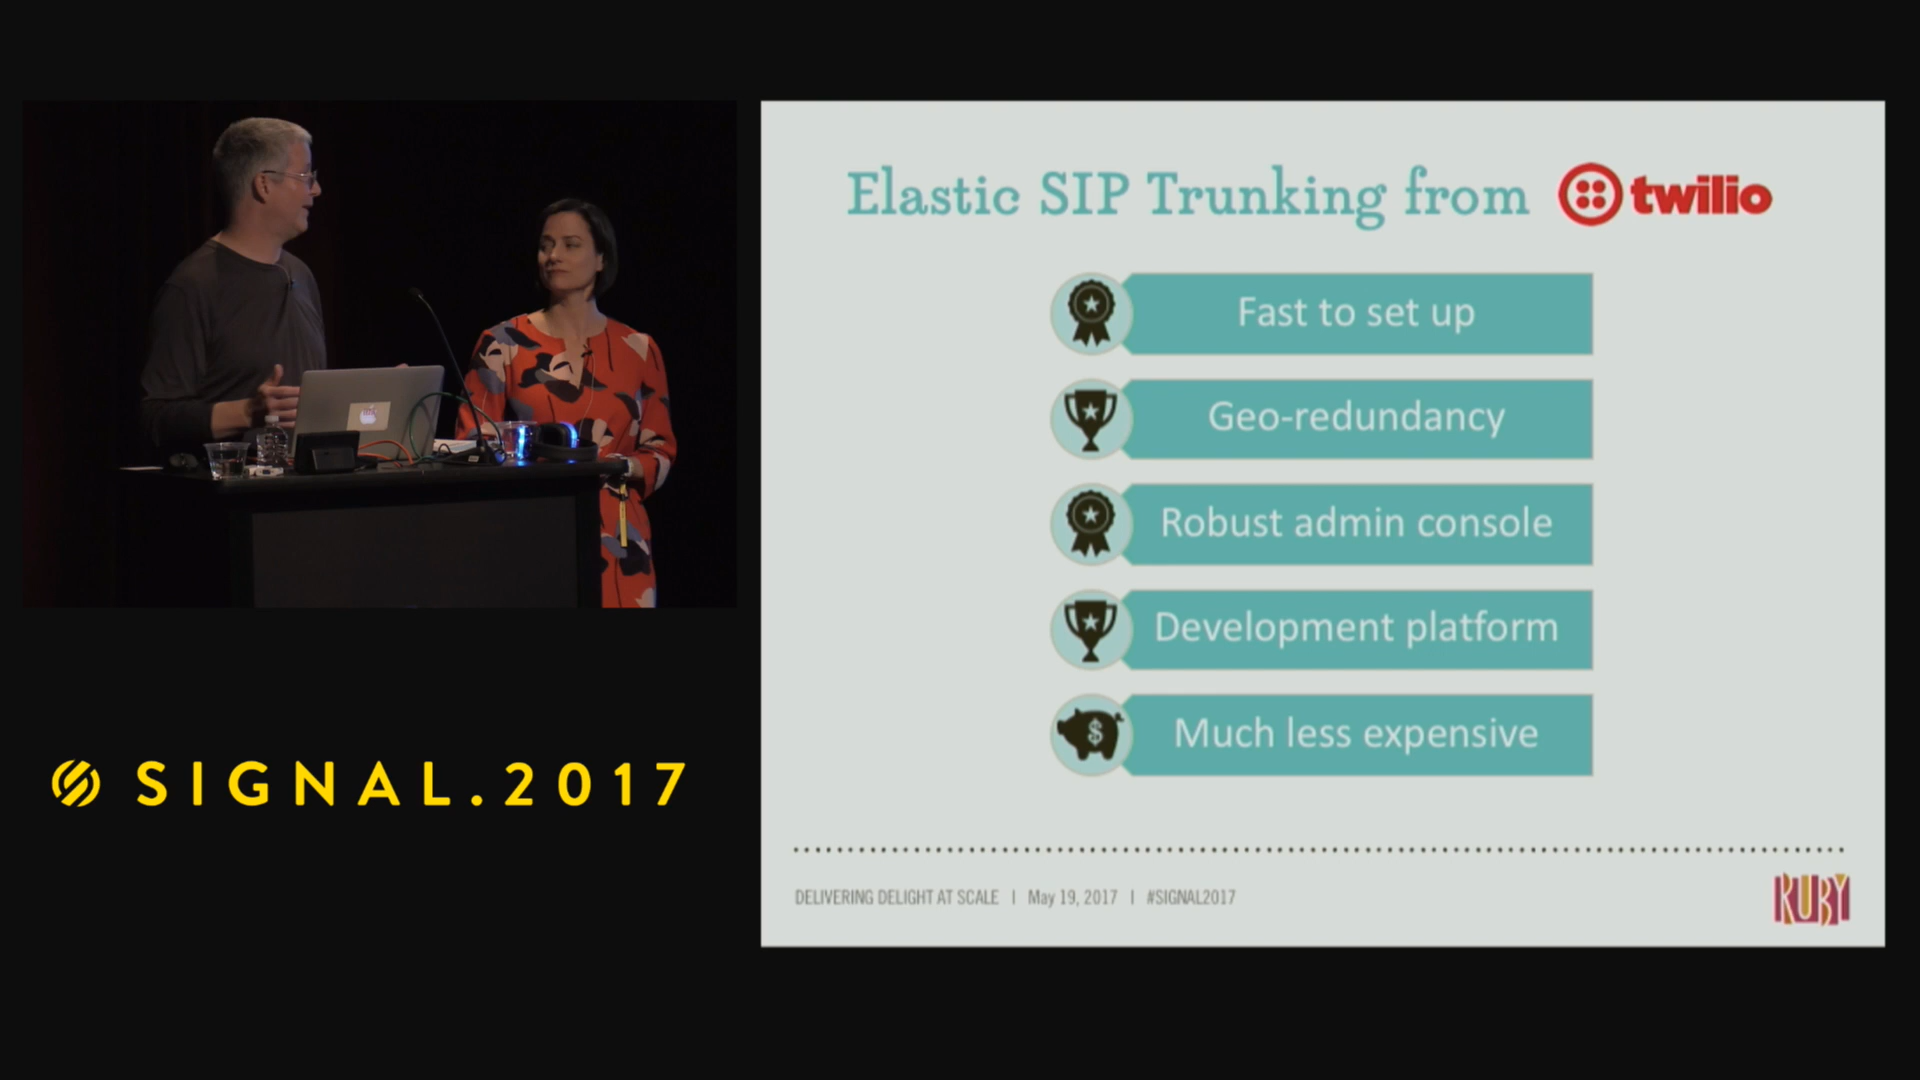 Elastic SIP Trunking from twilio
Fast to set up
Geo-redundancy
Robust admin console
Development platform
Much less expensive
SIGNAL.2017
DELIVERING DELIGHT AT SCALE | May 19, 2017 | #SIGNAL2017
RUBY